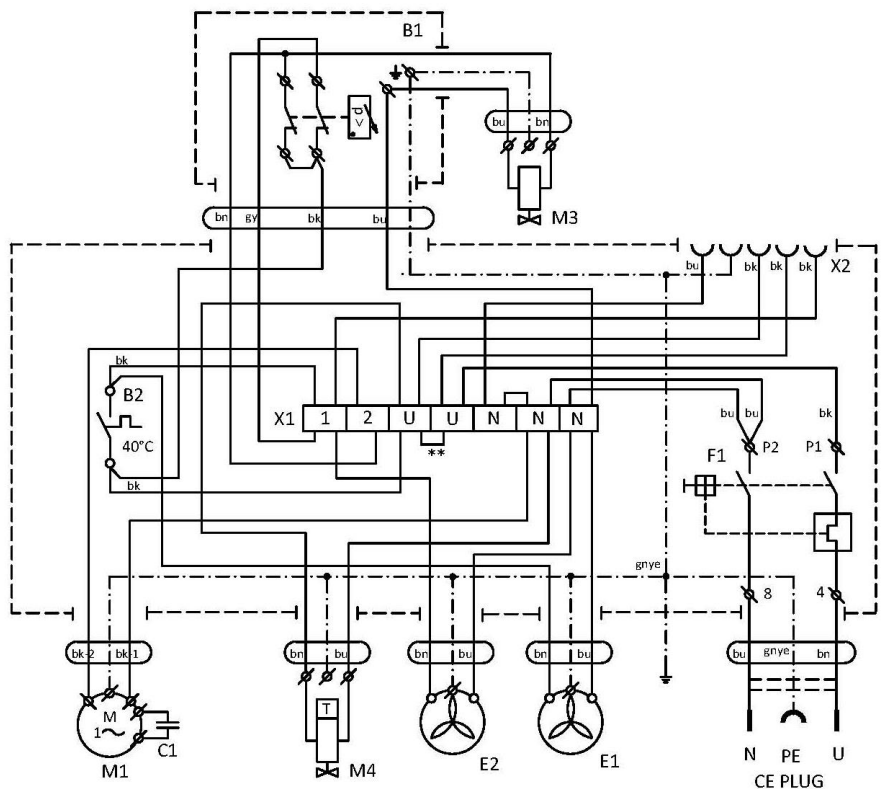 B1
P <
bu bn
M3
bn gy bk bu
bu bk bk bk
X2
bk
B2
40°C
bk
X1 1 2 U U N N N
**
bu bu bk
F1 P2 P1
gnye
8 4
bk-2 bk-1
bn bu
bn bu
bn bu
bu gnye bn
M
1
C1
M1
T
M4
E2
E1
N PE U
CE PLUG